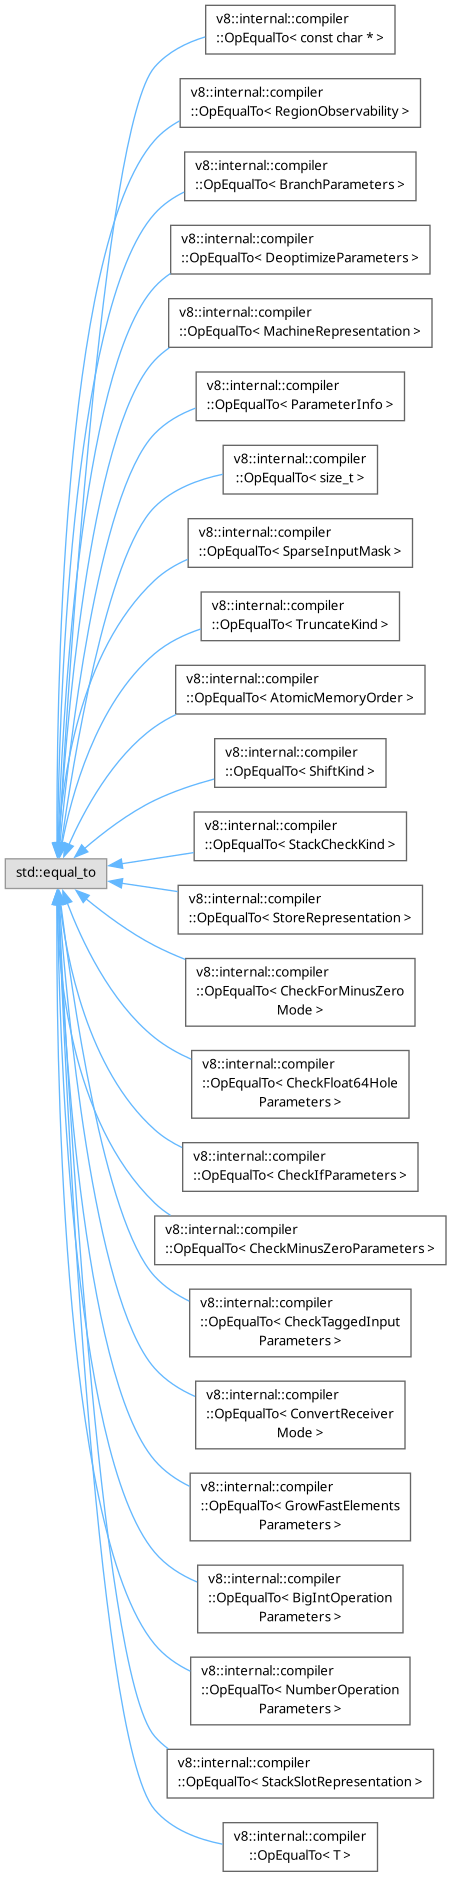 v8::internal::compiler
::OpEqualTo< const char * >
v8::internal::compiler
::OpEqualTo< RegionObservability >
v8::internal::compiler
::OpEqualTo< BranchParameters >
v8::internal::compiler
::OpEqualTo< DeoptimizeParameters >
v8::internal::compiler
::OpEqualTo< MachineRepresentation >
v8::internal::compiler
::OpEqualTo< ParameterInfo >
v8::internal::compiler
::OpEqualTo< size_t >
v8::internal::compiler
::OpEqualTo< SparseInputMask >
v8::internal::compiler
::OpEqualTo< TruncateKind >
v8::internal::compiler
::OpEqualTo< AtomicMemoryOrder >
v8::internal::compiler
::OpEqualTo< ShiftKind >
v8::internal::compiler
::OpEqualTo< StackCheckKind >
std::equal_to
v8::internal::compiler
::OpEqualTo< StoreRepresentation >
v8::internal::compiler
::OpEqualTo< CheckForMinusZero
Mode >
v8::internal::compiler
::OpEqualTo< CheckFloat64Hole
Parameters >
v8::internal::compiler
::OpEqualTo< CheckIfParameters >
v8::internal::compiler
::OpEqualTo< CheckMinusZeroParameters >
v8::internal::compiler
::OpEqualTo< CheckTaggedInput
Parameters >
v8::internal::compiler
::OpEqualTo< ConvertReceiver
Mode >
v8::internal::compiler
::OpEqualTo< GrowFastElements
Parameters >
v8::internal::compiler
::OpEqualTo< BigIntOperation
Parameters >
v8::internal::compiler
::OpEqualTo< NumberOperation
Parameters >
v8::internal::compiler
::OpEqualTo< StackSlotRepresentation >
v8::internal::compiler
::OpEqualTo< T >